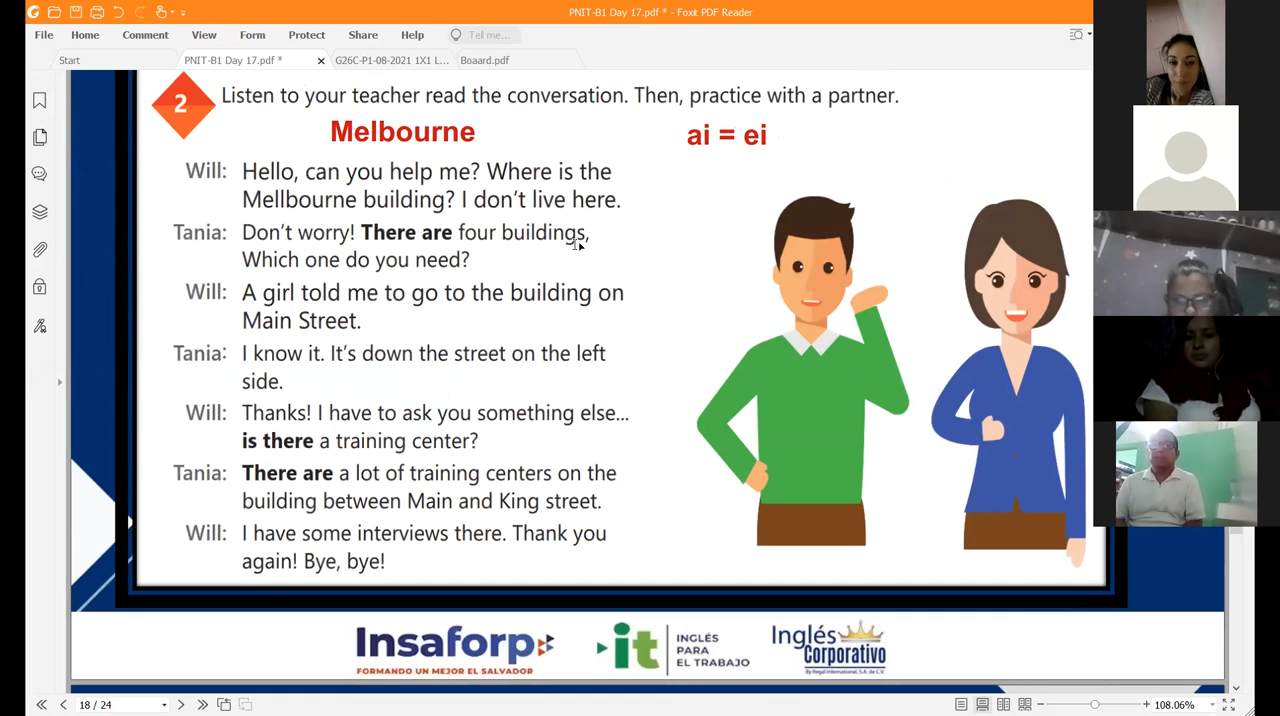 PNIT-B1 Day 17.pdf * - Foxit PDF Reader
File Home Comment View Form Protect Share Help Tell me...
Start PNIT-B1 Day 17.pdf * G26C-P1-08-2021 1X1 L... Boaard.pdf
2 Listen to your teacher read the conversation. Then, practice with a partner.
Melbourne ai = ei
Will: Hello, can you help me? Where is the
Mellbourne building? I don't live here.
Tania: Don't worry! There are four buildings,
Which one do you need?
Will: A girl told me to go to the building on
Main Street.
Tania: I know it. It's down the street on the left
side.
Will: Thanks! I have to ask you something else...
is there a training center?
Tania: There are a lot of training centers on the
building between Main and King street.
Will: I have some interviews there. Thank you
again! Bye, bye!
Insaforp
FORMANDO UN MEJOR EL SALVADOR
it
INGLÉS
PARA
EL TRABAJO
Inglés
Corporativo
By Regal International, S.A. de C.V.
18 / 24
108.06%